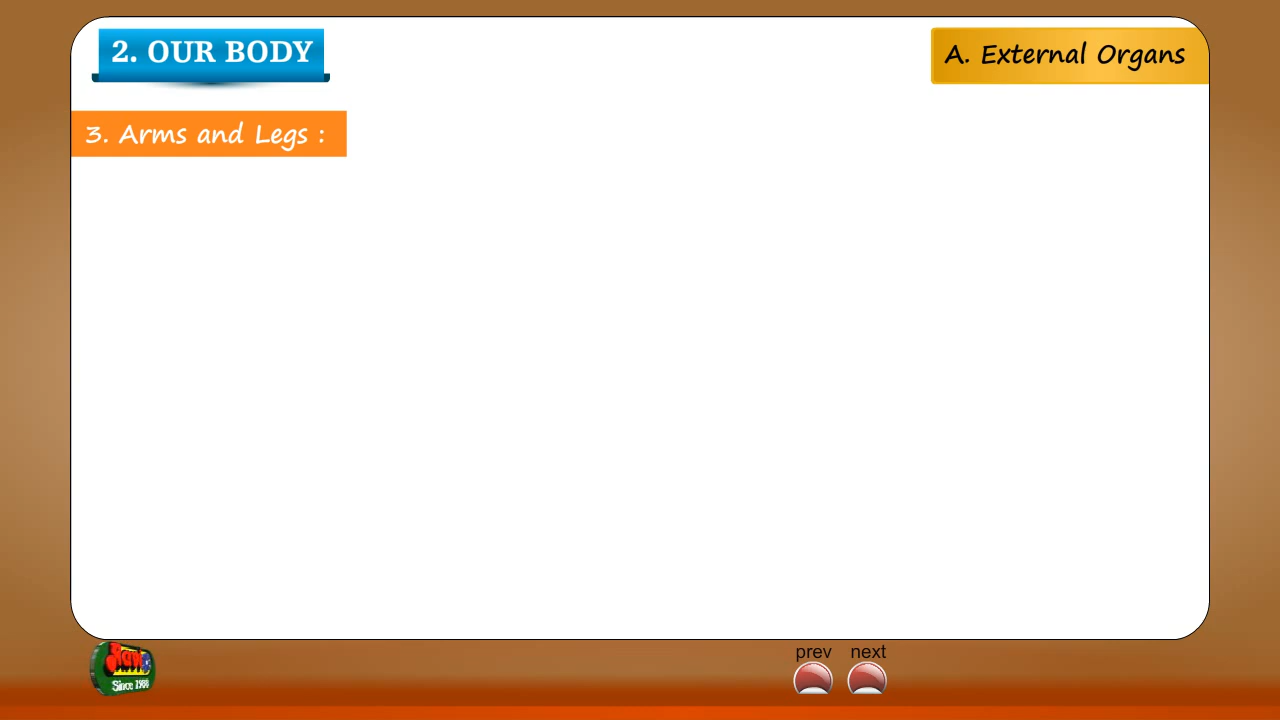 2. OUR BODY
A. External Organs
3. Arms and Legs :
prev next
Since 1988